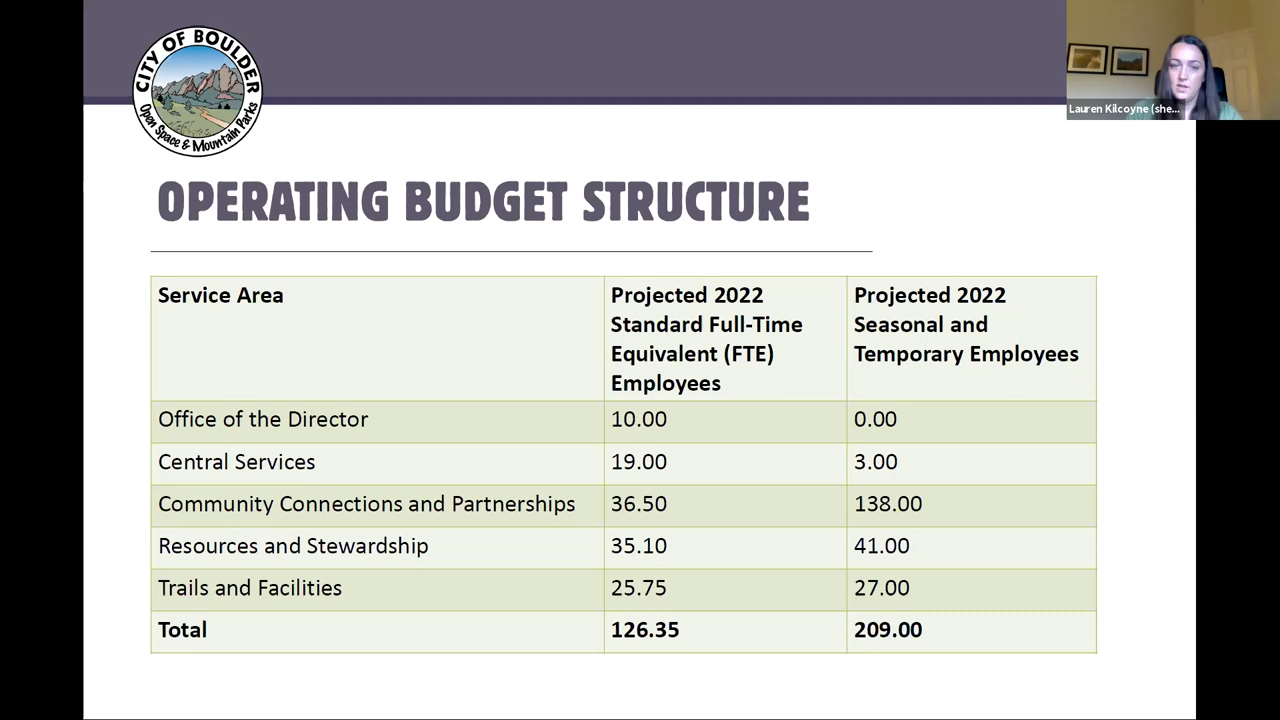 CITY OF BOULDER
Open Space & Mountain Parks
Lauren Kilcoyne (she...
OPERATING BUDGET STRUCTURE
Service Area
Projected 2022
Standard Full-Time
Equivalent (FTE)
Employees
Projected 2022
Seasonal and
Temporary Employees
Office of the Director 10.00 0.00
Central Services 19.00 3.00
Community Connections and Partnerships 36.50 138.00
Resources and Stewardship 35.10 41.00
Trails and Facilities 25.75 27.00
Total 126.35 209.00